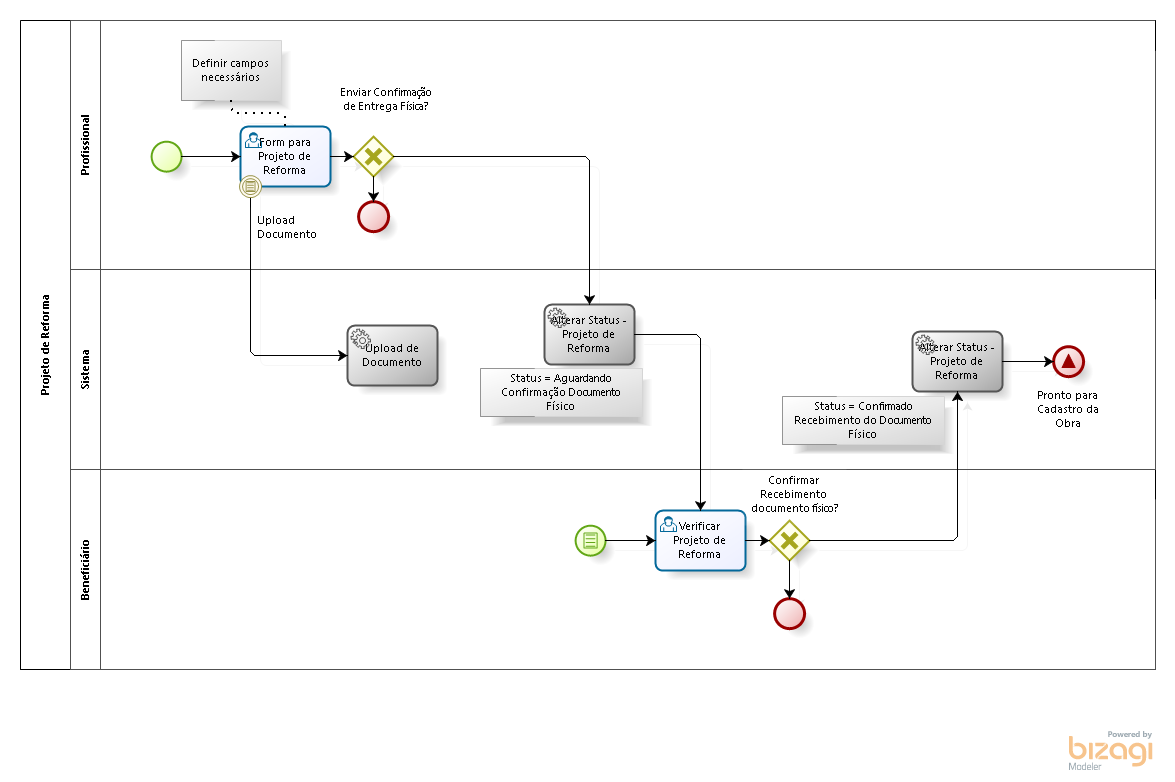 Projeto de Reforma
Profissional
Definir campos
necessários
Enviar Confirmação
de Entrega Física?
Form para
Projeto de
Reforma
Upload
Documento
Sistema
Upload de
Documento
Alterar Status -
Projeto de
Reforma
Status = Aguardando
Confirmação Documento
Físico
Alterar Status -
Projeto de
Reforma
Status = Confirmado
Recebimento do Documento
Físico
Pronto para
Cadastro da
Obra
Beneficiário
Verificar
Projeto de
Reforma
Confirmar
Recebimento
documento físico?
Powered by
bizagi
Modeler